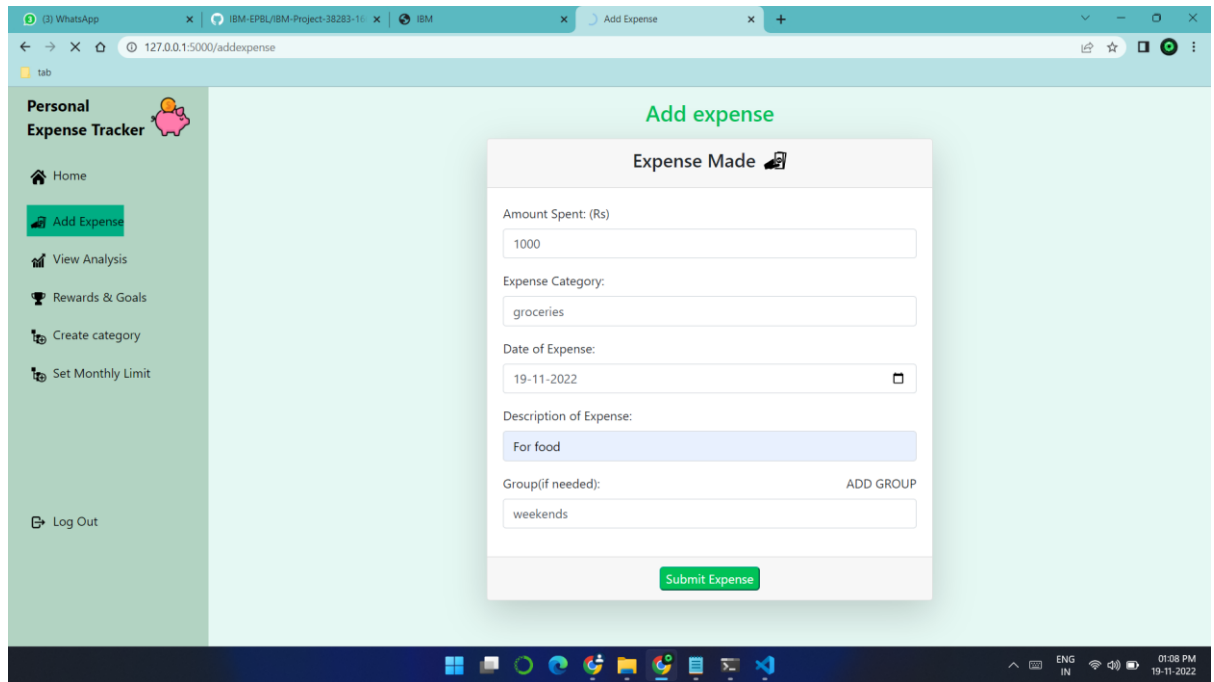 (3) WhatsApp
IBM-EPBL/IBM-Project-38283-16
IBM
Add Expense
127.0.0.1:5000/addexpense
tab
Personal
Expense Tracker
Home
Add Expense
View Analysis
Rewards & Goals
Create category
Set Monthly Limit
Log Out
Add expense
Expense Made
Amount Spent: (Rs)
1000
Expense Category:
groceries
Date of Expense:
19-11-2022
Description of Expense:
For food
Group(if needed): ADD GROUP
weekends
Submit Expense
ENG
IN
01:08 PM
19-11-2022